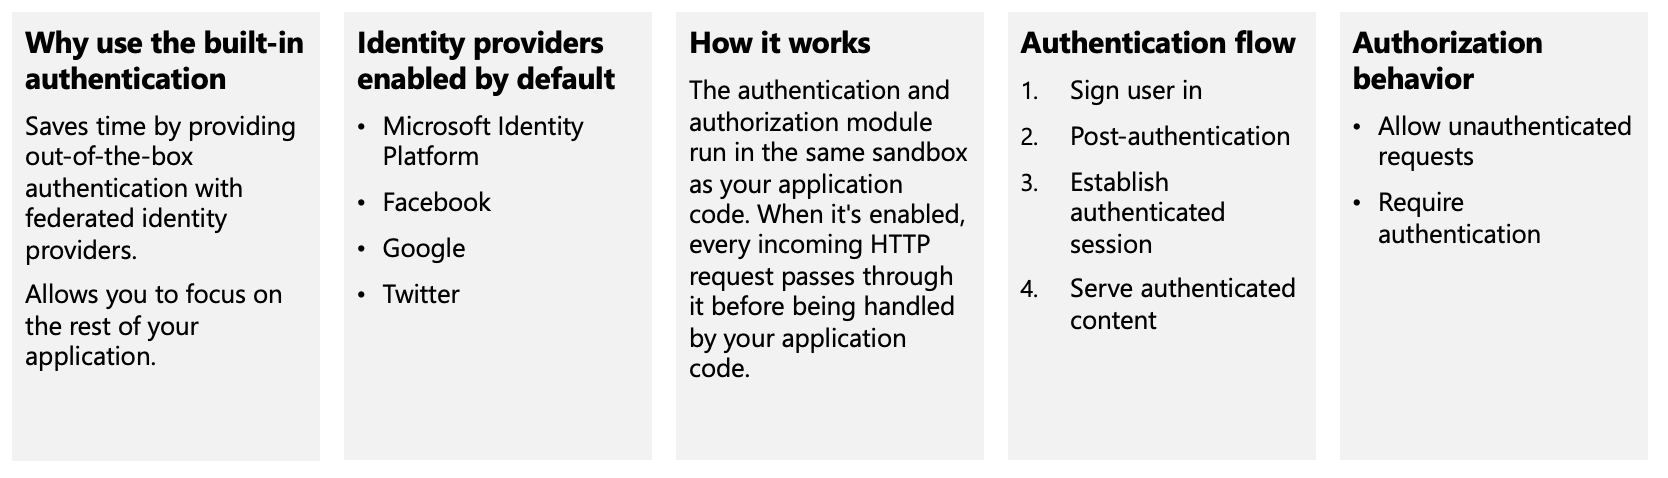 Why use the built-in
authentication
Saves time by providing
out-of-the-box
authentication with
federated identity
providers.
Allows you to focus on
the rest of your
application.
Identity providers
enabled by default
• Microsoft Identity
Platform
• Facebook
• Google
• Twitter
How it works
The authentication and
authorization module
run in the same sandbox
as your application
code. When it's enabled,
every incoming HTTP
request passes through
it before being handled
by your application
code.
Authentication flow
1. Sign user in
2. Post-authentication
3. Establish
authenticated
session
4. Serve authenticated
content
Authorization
behavior
• Allow unauthenticated
requests
• Require
authentication